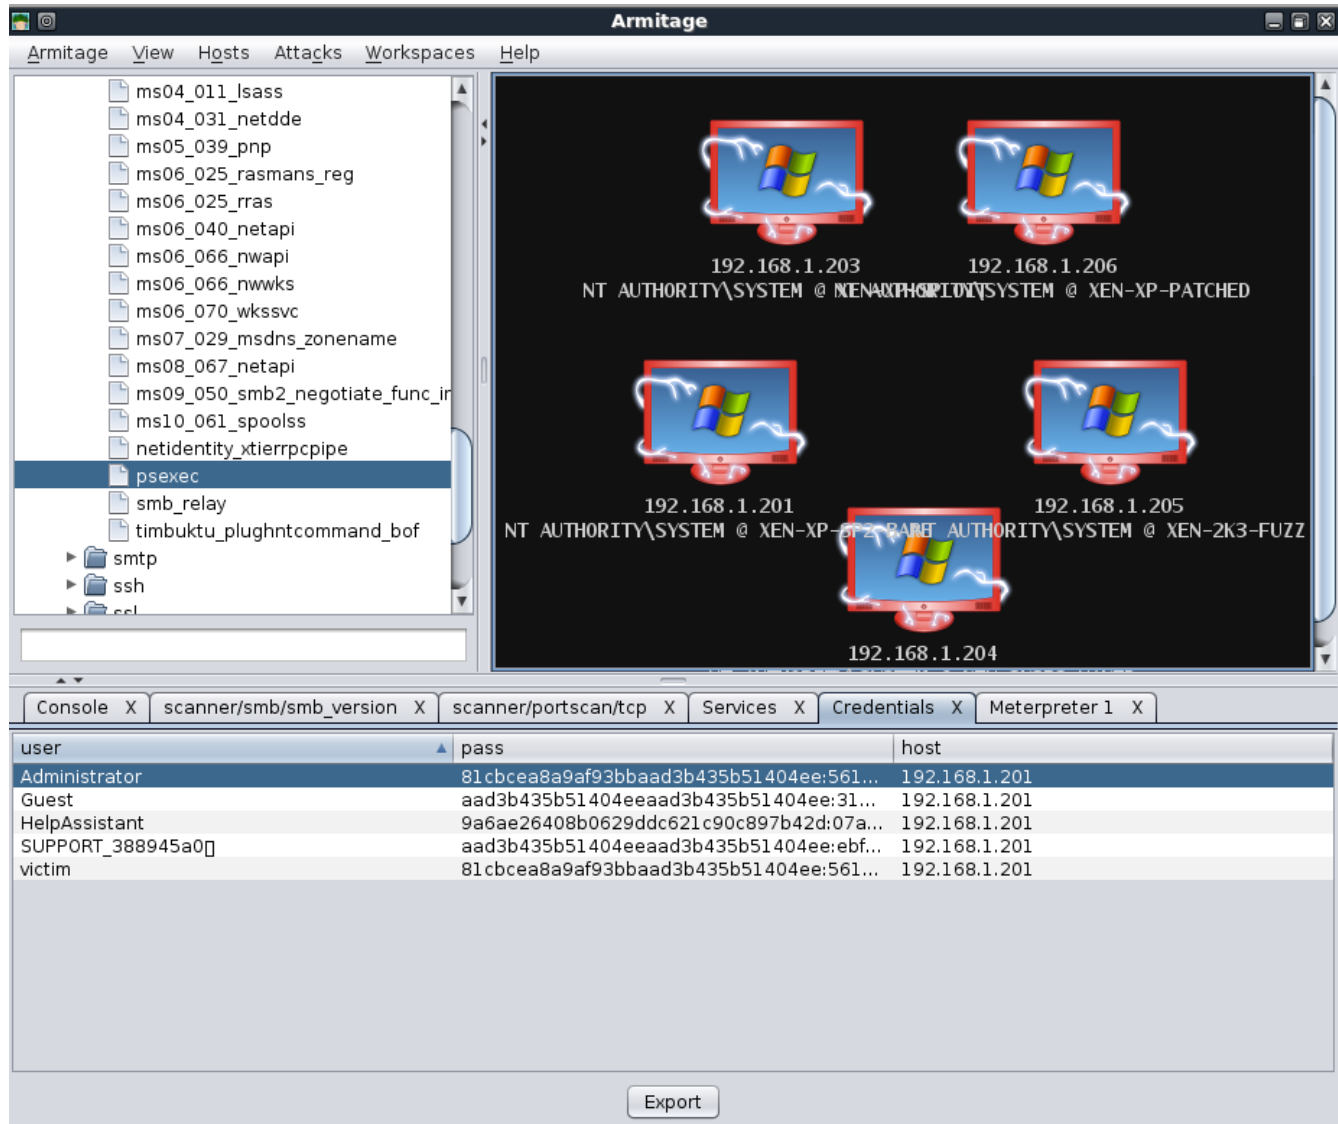 Armitage
Armitage View Hosts Attacks Workspaces Help
ms04_011_lsass
ms04_031_netdde
ms05_039_pnp
ms06_025_rasmans_reg
ms06_025_rras
ms06_040_netapi
ms06_066_nwapi
ms06_066_nwwks
ms06_070_wkssvc
ms07_029_msdns_zonename
ms08_067_netapi
ms09_050_smb2_negotiate_func_ir
ms10_061_spoolss
netidentity_xtierrpcpipe
psexec
smb_relay
timbuktu_plughntcommand_bof
smtp
ssh
ssl
192.168.1.203 192.168.1.206
NT AUTHORITY\SYSTEM @ SYSTEM @ XEN-XP-PATCHED
192.168.1.201 192.168.1.205
NT AUTHORITY\SYSTEM @ XEN-XP-SP2-BARE AUTHORITY\SYSTEM @ XEN-2K3-FUZZ
192.168.1.204
Console X scanner/smb/smb_version X scanner/portscan/tcp X Services X Credentials X Meterpreter 1 X
user pass host
Administrator 81cbcea8a9af93bbaad3b435b51404ee:561... 192.168.1.201
Guest aad3b435b51404eeaad3b435b51404ee:31... 192.168.1.201
HelpAssistant 9a6ae26408b0629ddc621c90c897b42d:07a... 192.168.1.201
SUPPORT_388945a0▯ aad3b435b51404eeaad3b435b51404ee:ebf... 192.168.1.201
victim 81cbcea8a9af93bbaad3b435b51404ee:561... 192.168.1.201
Export